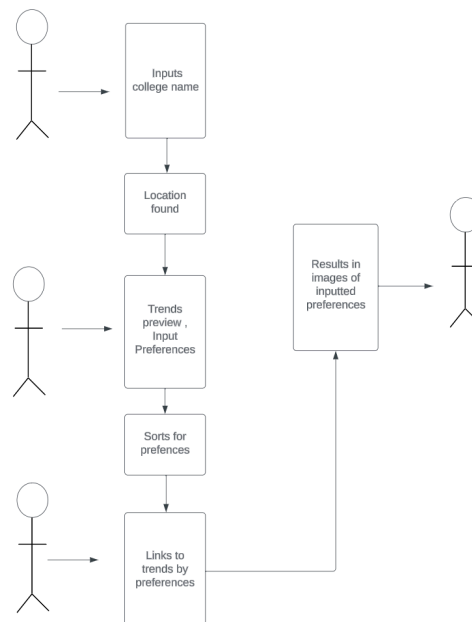 Inputs
college name
Location
found
Trends
preview ,
Input
Preferences
Sorts for
prefences
Links to
trends by
preferences
Results in
images of
inputted
preferences